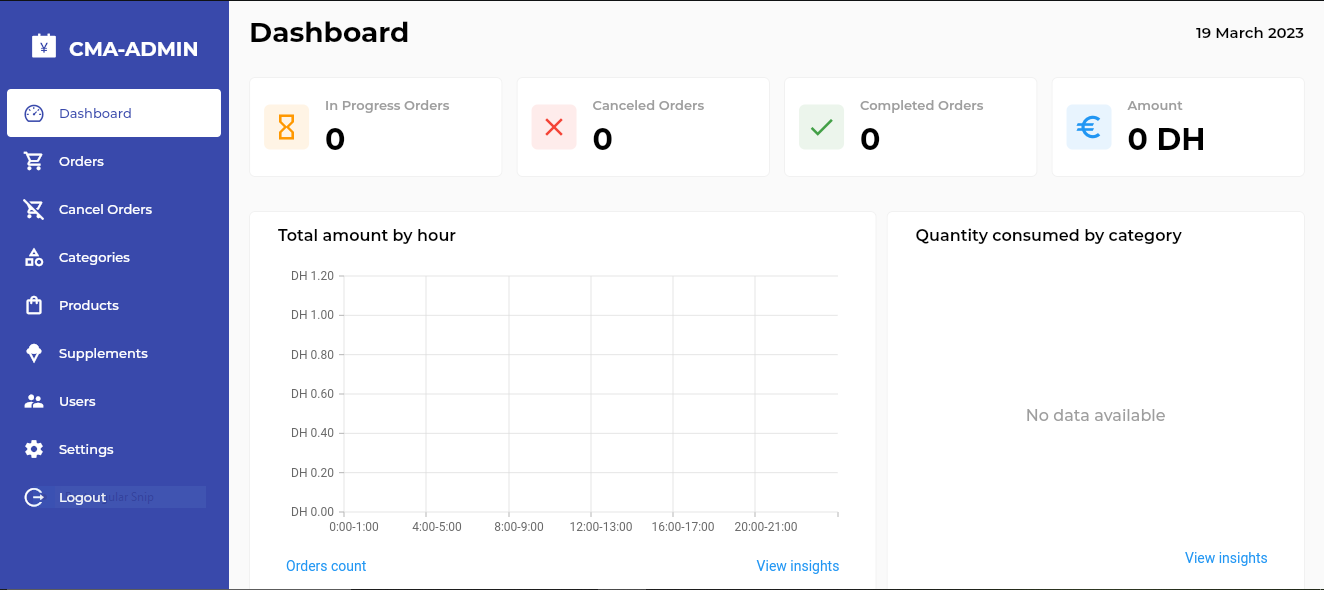 CMA-ADMIN
Dashboard
Orders
Cancel Orders
Categories
Products
Supplements
Users
Settings
Logout
Dashboard
19 March 2023
In Progress Orders
0
Canceled Orders
0
Completed Orders
0
Amount
0 DH
Total amount by hour
DH 1.20
DH 1.00
DH 0.80
DH 0.60
DH 0.40
DH 0.20
DH 0.00
0:00-1:00 4:00-5:00 8:00-9:00 12:00-13:00 16:00-17:00 20:00-21:00
Orders count View insights
Quantity consumed by category
No data available
View insights